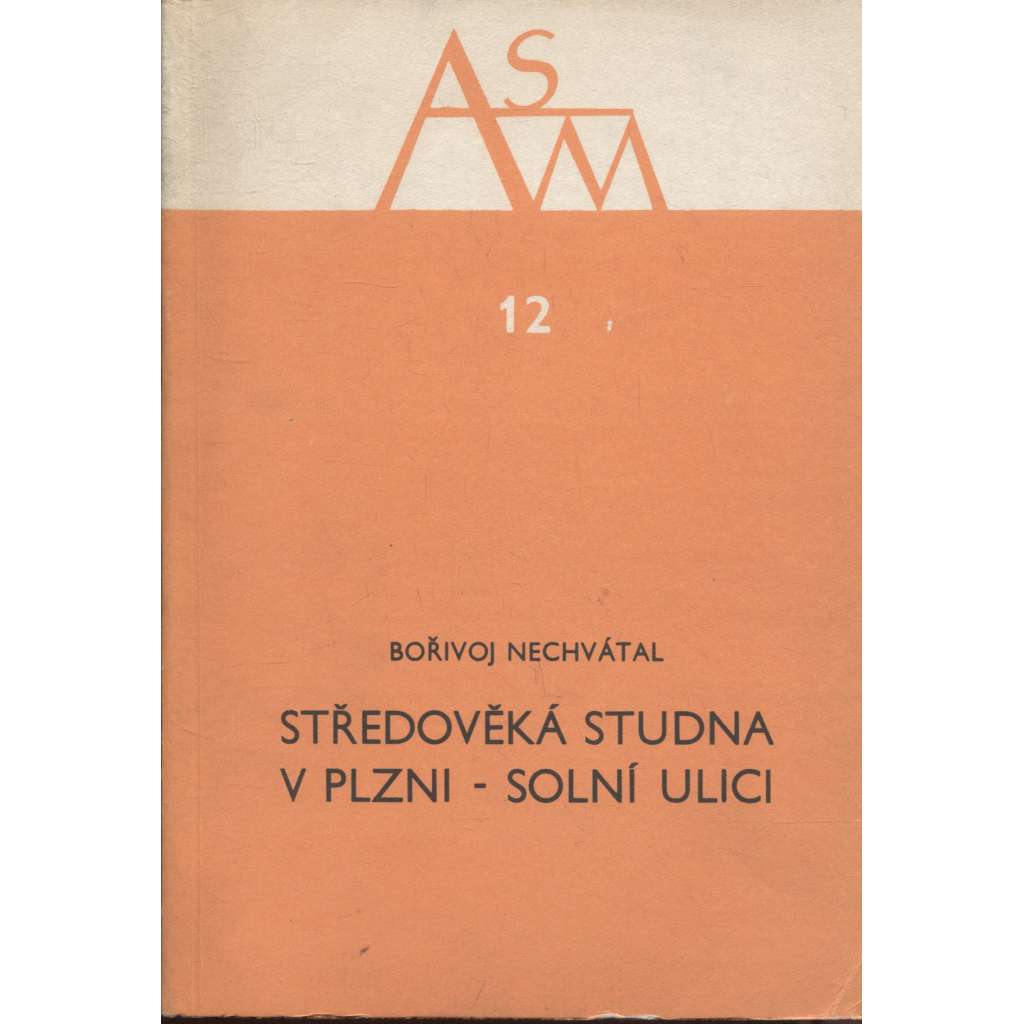 ASM
12
BOŘIVOJ NECHVÁTAL
STŘEDOVĚKÁ STUDNA
V PLZNI - SOLNÍ ULICI